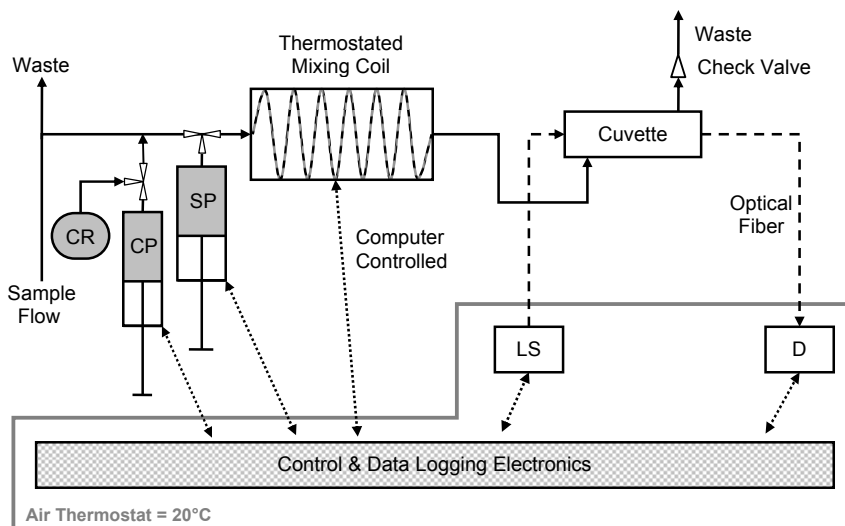 Waste
Thermostated
Mixing Coil
Waste
Check Valve
Cuvette
SP
CR
CP
Optical
Fiber
Computer
Controlled
Sample
Flow
LS
D
Control & Data Logging Electronics
Air Thermostat = 20°C